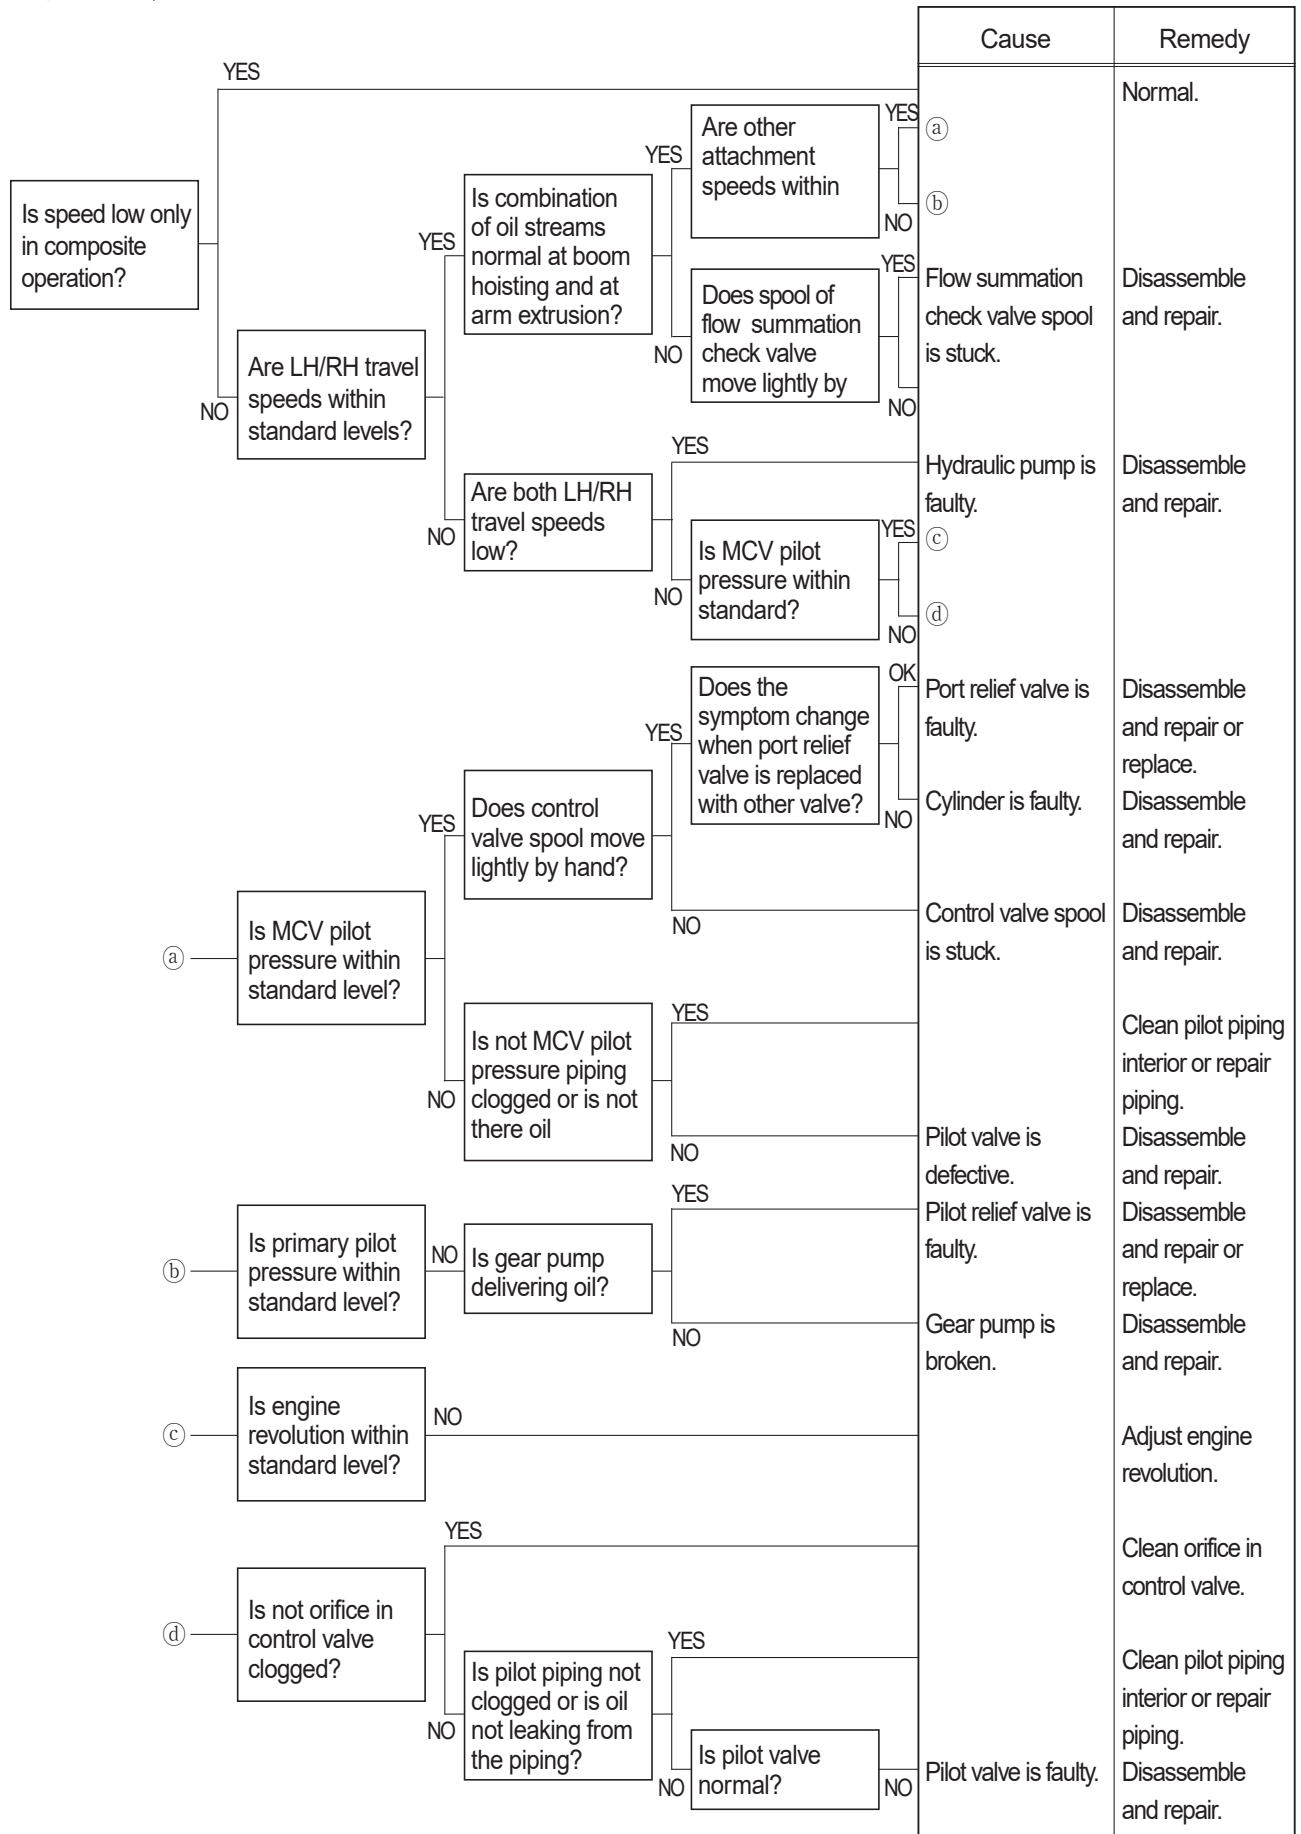 Cause
Remedy
YES
Normal.
Is speed low only
in composite
operation?
NO
Are LH/RH travel
speeds within
standard levels?
YES
Is combination
of oil streams
normal at boom
hoisting and at
arm extrusion?
YES
Are other
attachment
speeds within
YES
ⓐ
ⓑ
NO
NO
Does spool of
flow summation
check valve
move lightly by
YES
NO
Flow summation
check valve spool
is stuck.
Disassemble
and repair.
NO
Are both LH/RH
travel speeds
low?
YES
Hydraulic pump is
faulty.
Disassemble
and repair.
NO
Is MCV pilot
pressure within
standard?
YES
ⓒ
ⓓ
NO
ⓐ
Is MCV pilot
pressure within
standard level?
YES
Does control
valve spool move
lightly by hand?
YES
Does the
symptom change
when port relief
valve is replaced
with other valve?
OK
Port relief valve is
faulty.
Disassemble
and repair or
replace.
NO
Cylinder is faulty.
Disassemble
and repair.
NO
Control valve spool
is stuck.
Disassemble
and repair.
NO
Is not MCV pilot
pressure piping
clogged or is not
there oil
YES
Clean pilot piping
interior or repair
piping.
NO
Pilot valve is
defective.
Disassemble
and repair.
ⓑ
Is primary pilot
pressure within
standard level?
NO
Is gear pump
delivering oil?
YES
Pilot relief valve is
faulty.
Disassemble
and repair or
replace.
NO
Gear pump is
broken.
Disassemble
and repair.
ⓒ
Is engine
revolution within
standard level?
NO
Adjust engine
revolution.
ⓓ
Is not orifice in
control valve
clogged?
YES
Clean orifice in
control valve.
NO
Is pilot piping not
clogged or is oil
not leaking from
the piping?
YES
Clean pilot piping
interior or repair
piping.
NO
Is pilot valve
normal?
NO
Pilot valve is faulty.
Disassemble
and repair.